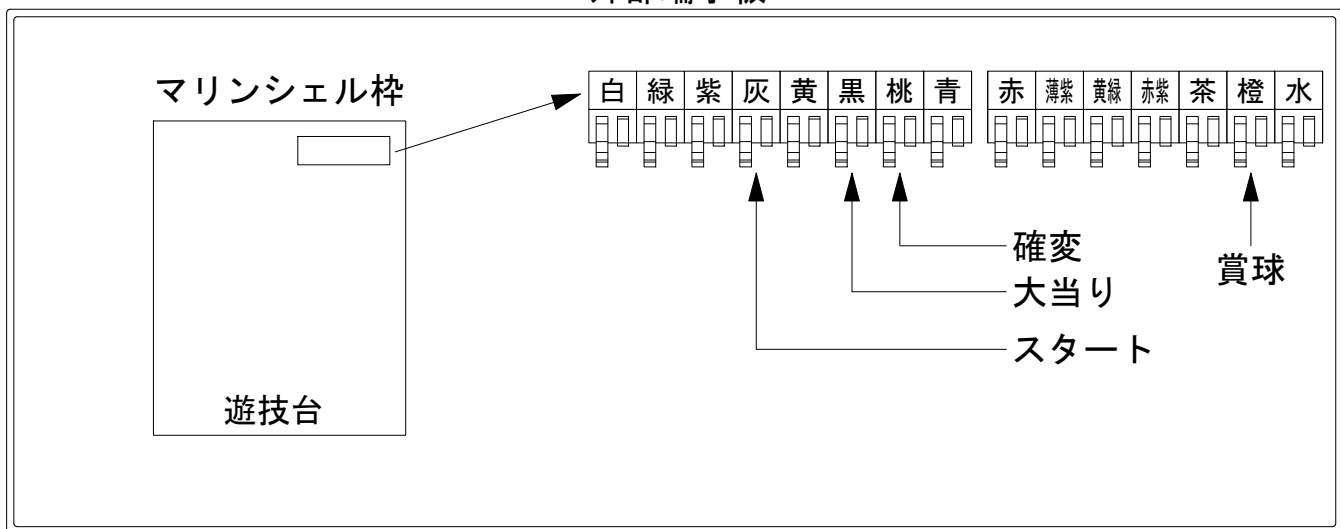 マリンシェル枠
白 緑 紫 灰 黄 黒 桃 青 赤 薄紫 黄緑 赤紫 茶 橙 水
確変
賞球
大当り
スタート
遊技台